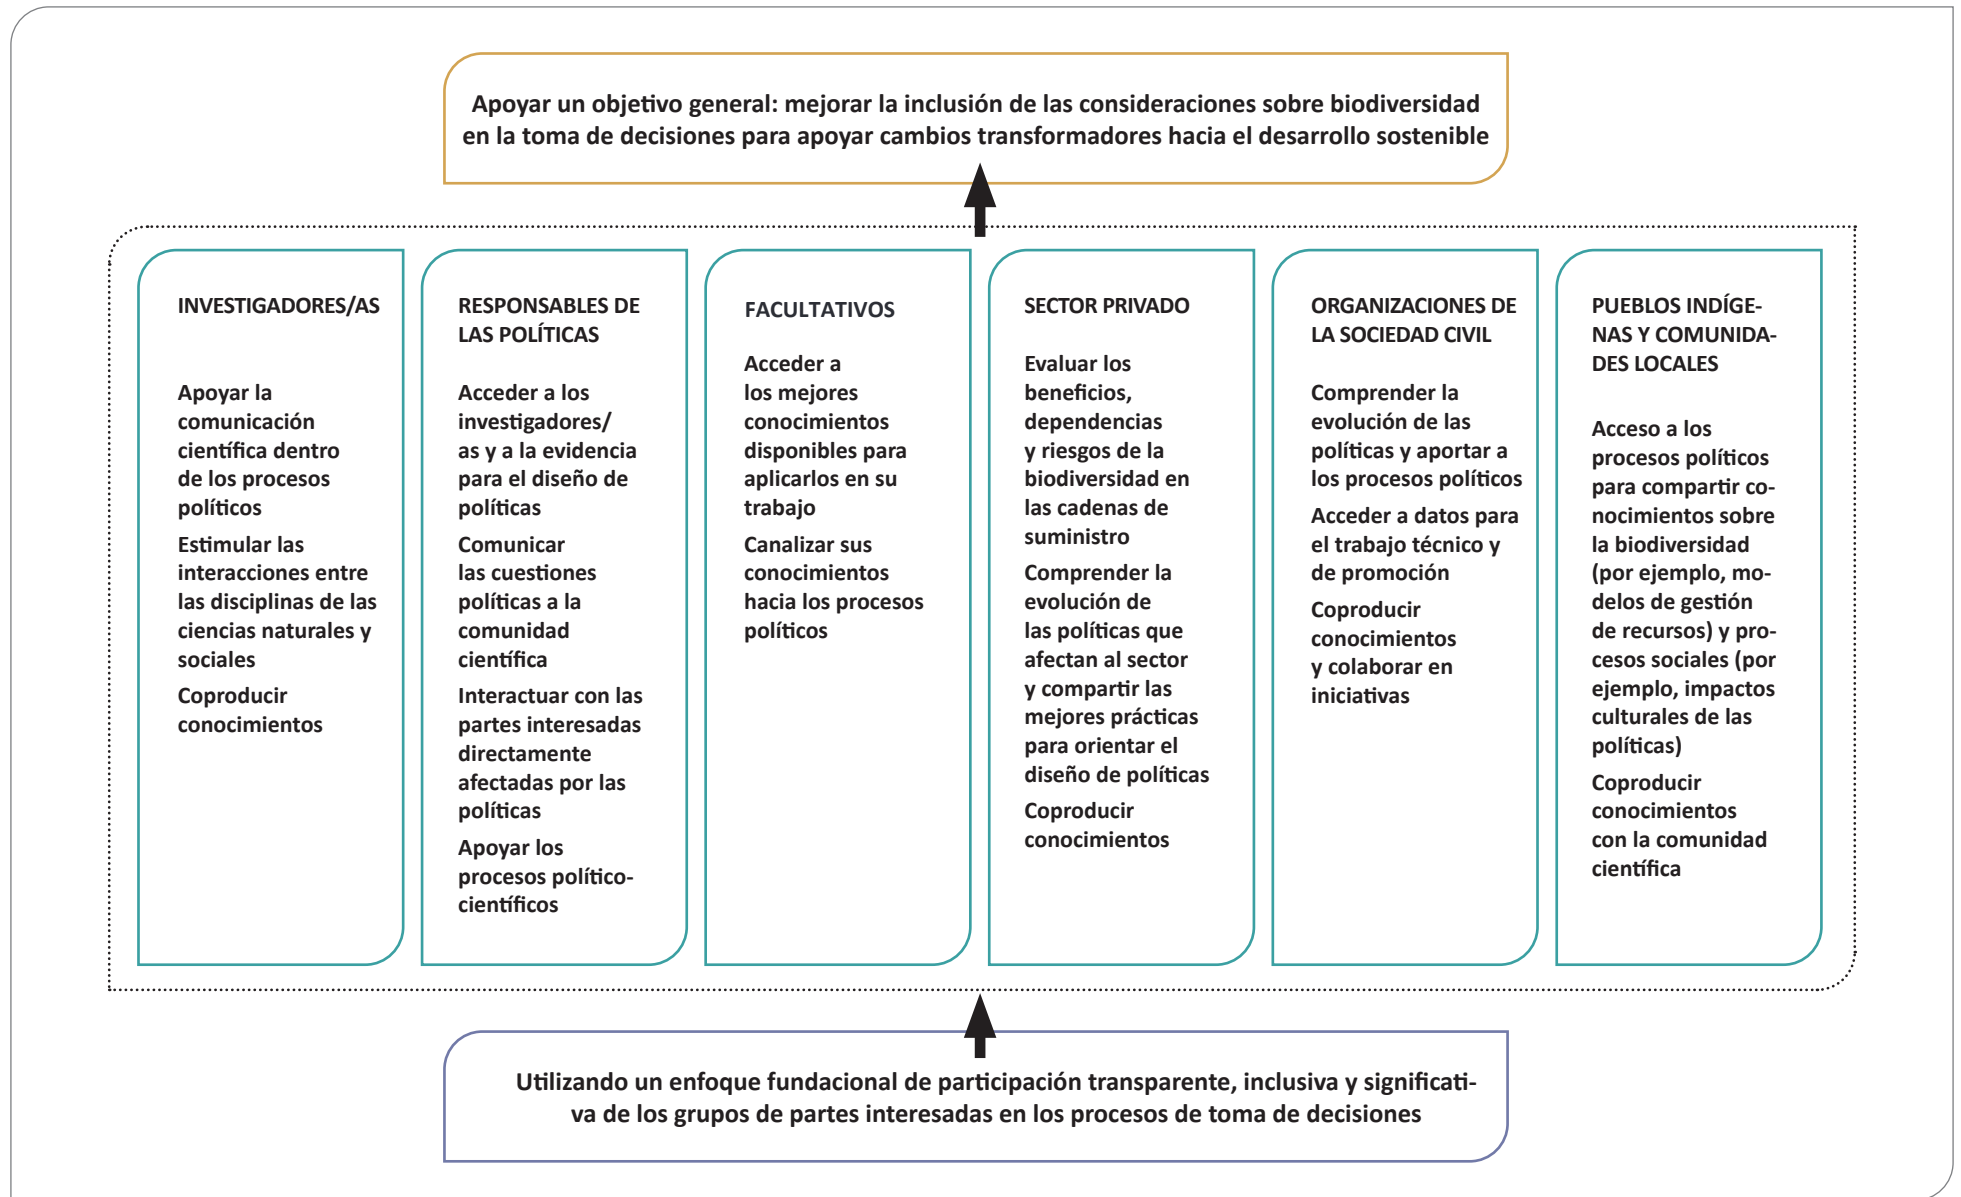 Apoyar un objetivo general: mejorar la inclusión de las consideraciones sobre biodiversidad
en la toma de decisiones para apoyar cambios transformadores hacia el desarrollo sostenible
INVESTIGADORES/AS
Apoyar la
comunicación
científica dentro
de los procesos
políticos
Estimular las
interacciones entre
las disciplinas de las
ciencias naturales y
sociales
Coproducir
conocimientos
RESPONSABLES DE
LAS POLÍTICAS
Acceder a los
investigadores/
as y a la evidencia
para el diseño de
políticas
Comunicar
las cuestiones
políticas a la
comunidad
científica
Interactuar con las
partes interesadas
directamente
afectadas por las
políticas
Apoyar los
procesos político-
científicos
FACULTATIVOS
Acceder a
los mejores
conocimientos
disponibles para
aplicarlos en su
trabajo
Canalizar sus
conocimientos
hacia los procesos
políticos
SECTOR PRIVADO
Evaluar los
beneficios,
dependencias
y riesgos de la
biodiversidad en
las cadenas de
suministro
Comprender la
evolución de
las políticas que
afectan al sector
y compartir las
mejores prácticas
para orientar el
diseño de políticas
Coproducir
conocimientos
ORGANIZACIONES DE
LA SOCIEDAD CIVIL
Comprender la
evolución de las
políticas y aportar a
los procesos políticos
Acceder a datos para
el trabajo técnico y
de promoción
Coproducir
conocimientos
y colaborar en
iniciativas
PUEBLOS INDÍGE-
NAS Y COMUNIDA-
DES LOCALES
Acceso a los
procesos políticos
para compartir co-
nocimientos sobre
la biodiversidad
(por ejemplo, mo-
delos de gestión
de recursos) y pro-
cesos sociales (por
ejemplo, impactos
culturales de las
políticas)
Coproducir
conocimientos
con la comunidad
científica
Utilizando un enfoque fundacional de participación transparente, inclusiva y significati-
va de los grupos de partes interesadas en los procesos de toma de decisiones